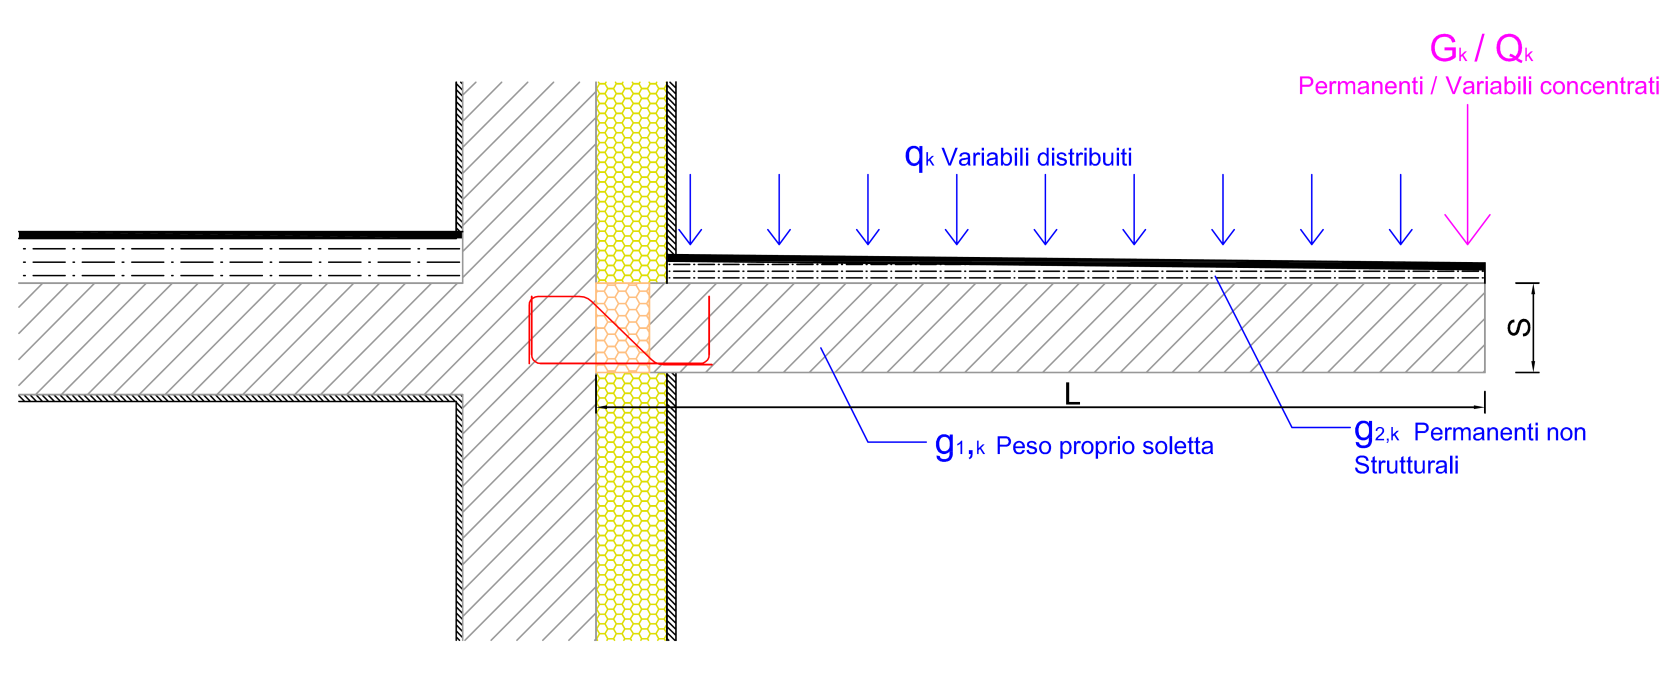 Gk / Qk
Permanenti / Variabili concentrati
qk Variabili distribuiti
S
L
g1,k Peso proprio soletta
g2,k Permanenti non
Strutturali